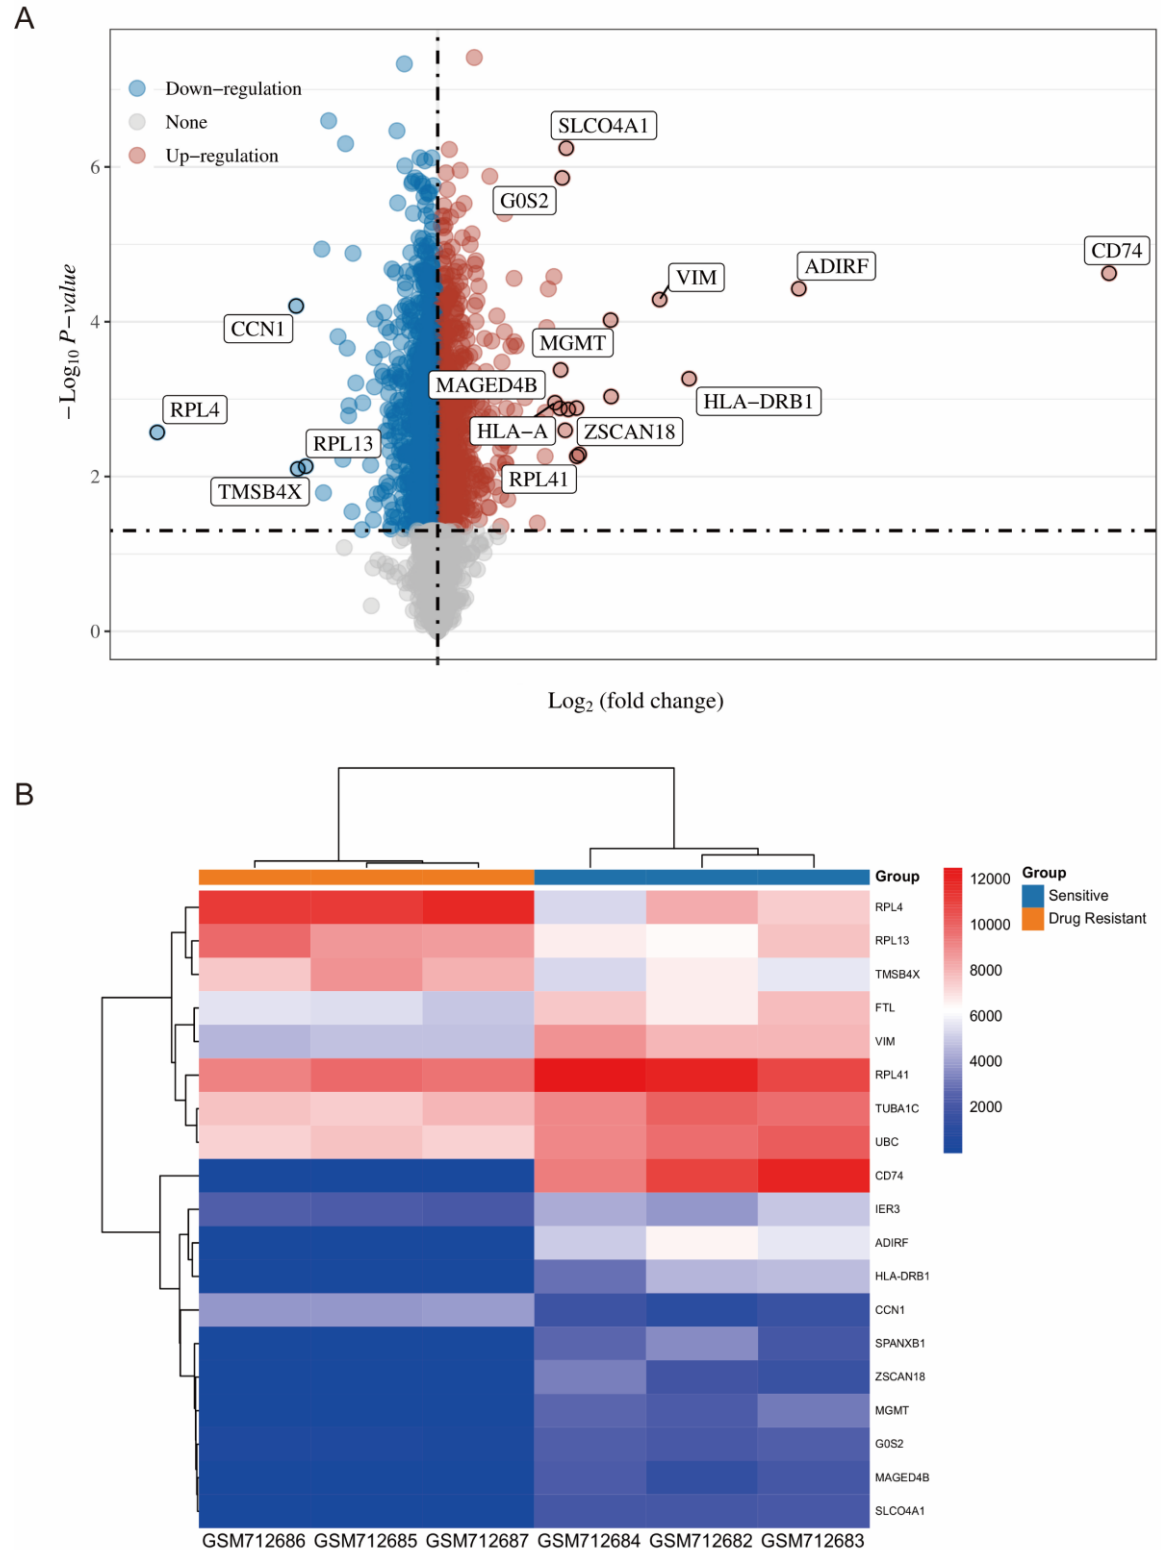 A
Down−regulation
None
Up−regulation
SLCO4A1
G0S2
CD74
ADIRF
VIM
CCN1
MGMT
MAGED4B
HLA−DRB1
RPL4
HLA−A
ZSCAN18
RPL13
RPL41
TMSB4X
6
4
2
0
−Log10 P−value
Log2 (fold change)
B
Group
RPL4
RPL13
TMSB4X
FTL
VIM
RPL41
TUBA1C
UBC
CD74
IER3
ADIRF
HLA-DRB1
CCN1
SPANXB1
ZSCAN18
MGMT
G0S2
MAGED4B
SLCO4A1
12000
10000
8000
6000
4000
2000
Group
Sensitive
Drug Resistant
GSM712686 GSM712685 GSM712687 GSM712684 GSM712682 GSM712683